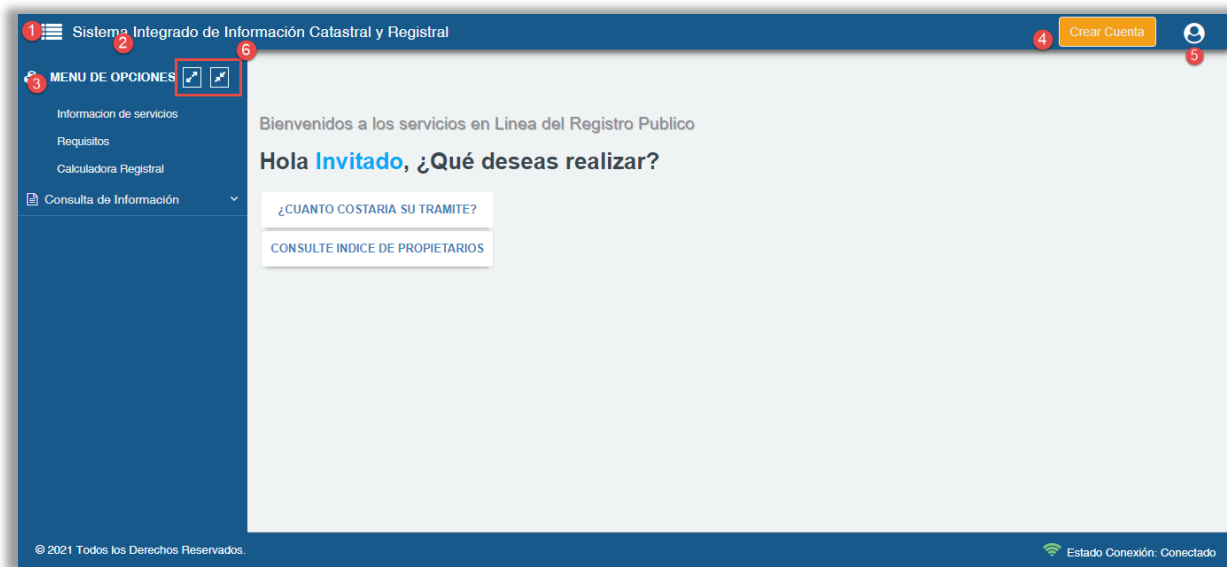 1 Sistema Integrado de Información Catastral y Registral
2
6
4 Crear Cuenta
5
3 MENU DE OPCIONES
Informacion de servicios
Requisitos
Calculadora Registral
Consulta de Información
Bienvenidos a los servicios en Linea del Registro Publico
Hola Invitado, ¿Qué deseas realizar?
¿CUANTO COSTARIA SU TRAMITE?
CONSULTE INDICE DE PROPIETARIOS
© 2021 Todos los Derechos Reservados.
Estado Conexión: Conectado